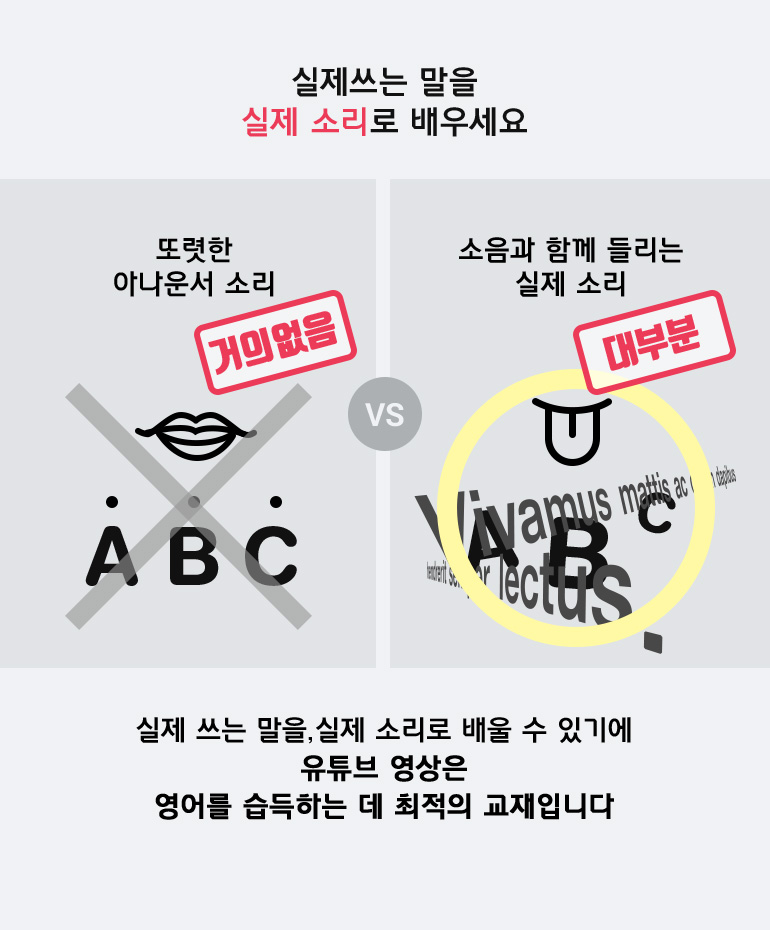 실제쓰는 말을
실제 소리로 배우세요
또렷한
아나운서 소리
거의없음
소음과 함께 들리는
실제 소리
대부분
VS
A B C
Vivamus mattis ac dapibus
A B C
hendrerit lectus.
실제 쓰는 말을,실제 소리로 배울 수 있기에
유튜브 영상은
영어를 습득하는 데 최적의 교재입니다